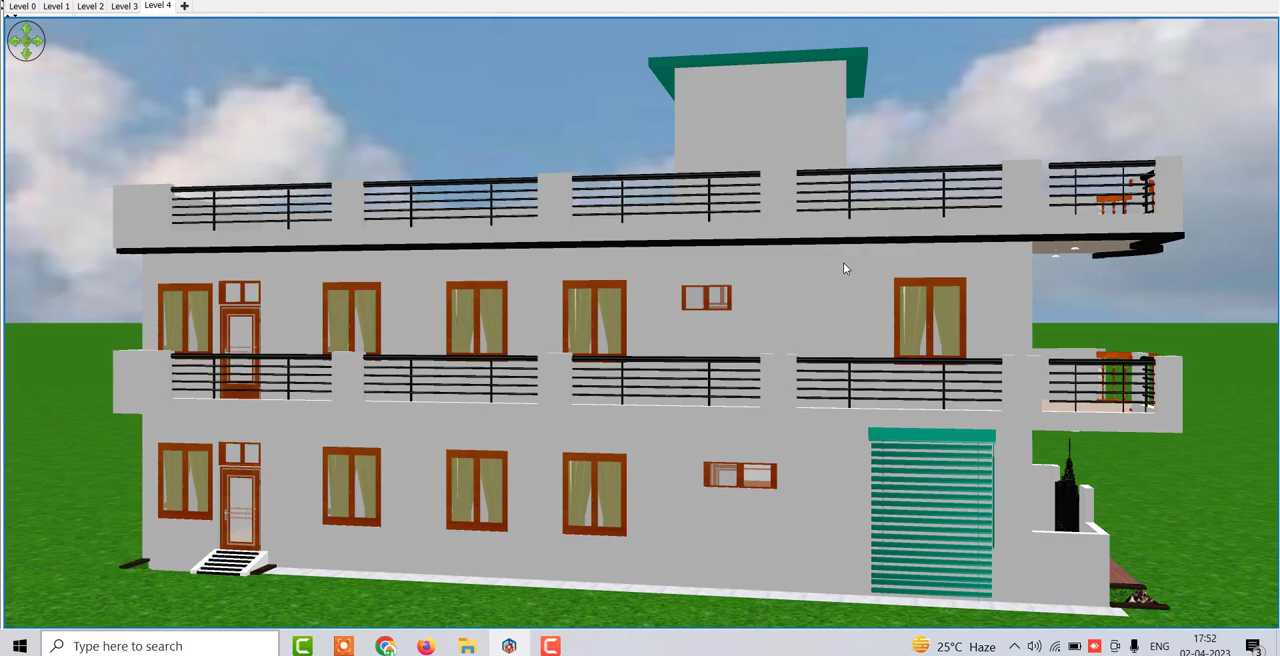 Level 0 Level 1 Level 2 Level 3 Level 4
Type here to search
25°C Haze
ENG
17:52
02-04-2023
3